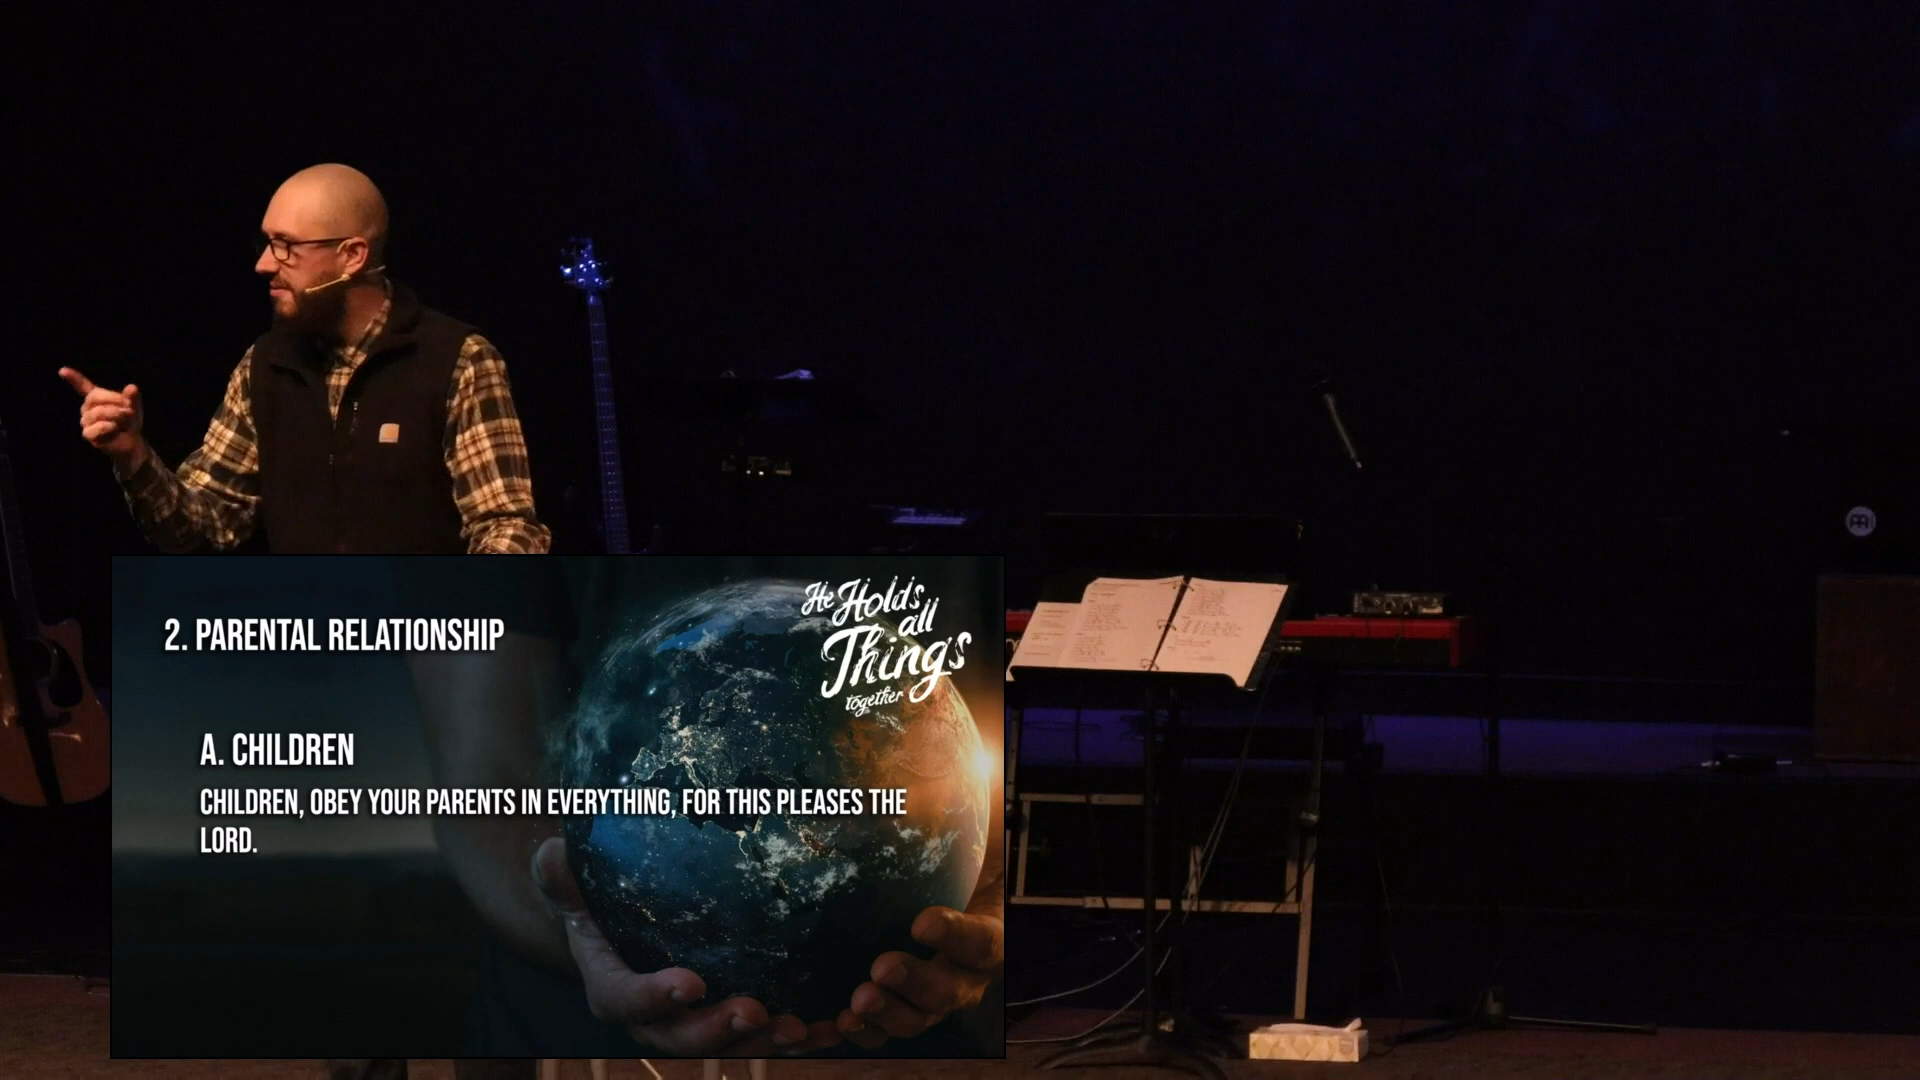 He Holds
all
Things
together
2. PARENTAL RELATIONSHIP
A. CHILDREN
CHILDREN, OBEY YOUR PARENTS IN EVERYTHING, FOR THIS PLEASES THE
LORD.